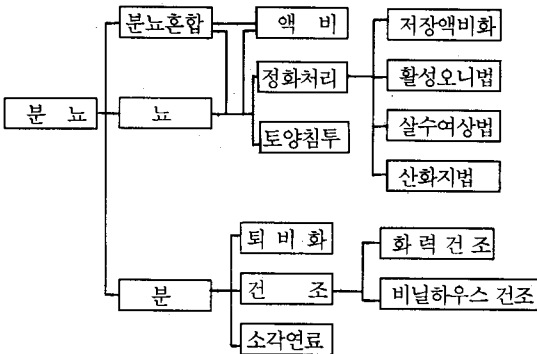 분뇨혼합
액 비
저장액비화
정화처리
활성오니법
분 뇨
뇨
토양침투
살수여상법
산화지법
퇴 비 화
화 력 건 조
분
건 조
비닐하우스 건조
소각연료